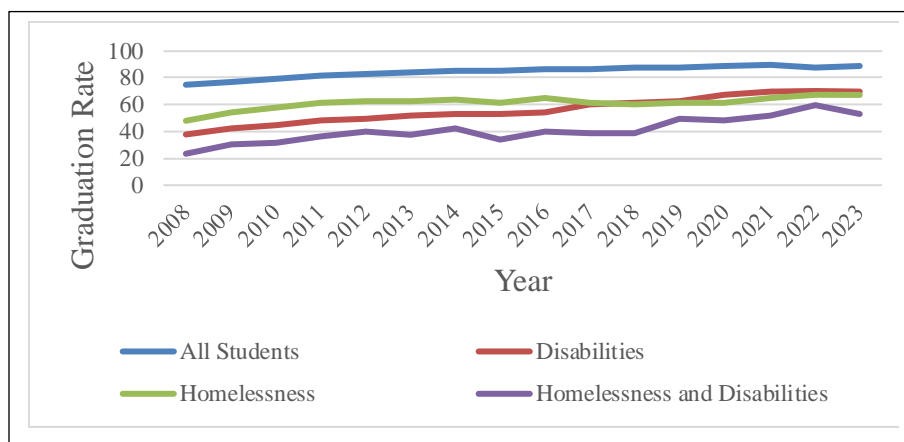 Graduation Rate
100
80
60
40
20
0
2008 2009 2010 2011 2012 2013 2014 2015 2016 2017 2018 2019 2020 2021 2022 2023
Year
All Students Disabilities
Homelessness Homelessness and Disabilities